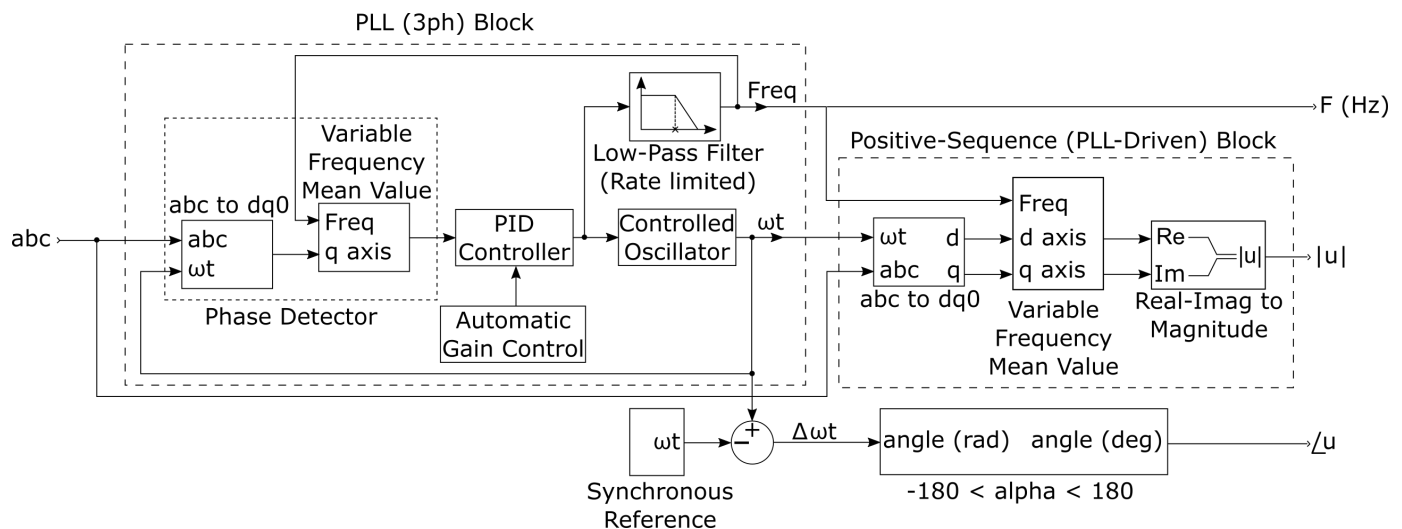 PLL (3ph) Block
Freq
F (Hz)
Variable
Frequency
Mean Value
Low-Pass Filter
(Rate limited)
Positive-Sequence (PLL-Driven) Block
abc to dq0
abc
abc
ωt
Freq
q axis
PID
Controller
Controlled
Oscillator
ωt
ωt
d
abc
q
abc to dq0
Freq
d axis
q axis
Re
Im
|u|
|u|
Real-Imag to
Magnitude
Variable
Frequency
Mean Value
Phase Detector
Automatic
Gain Control
ωt
Synchronous
Reference
+
−
Δωt
angle (rad)
angle (deg)
-180 < alpha < 180
∠u